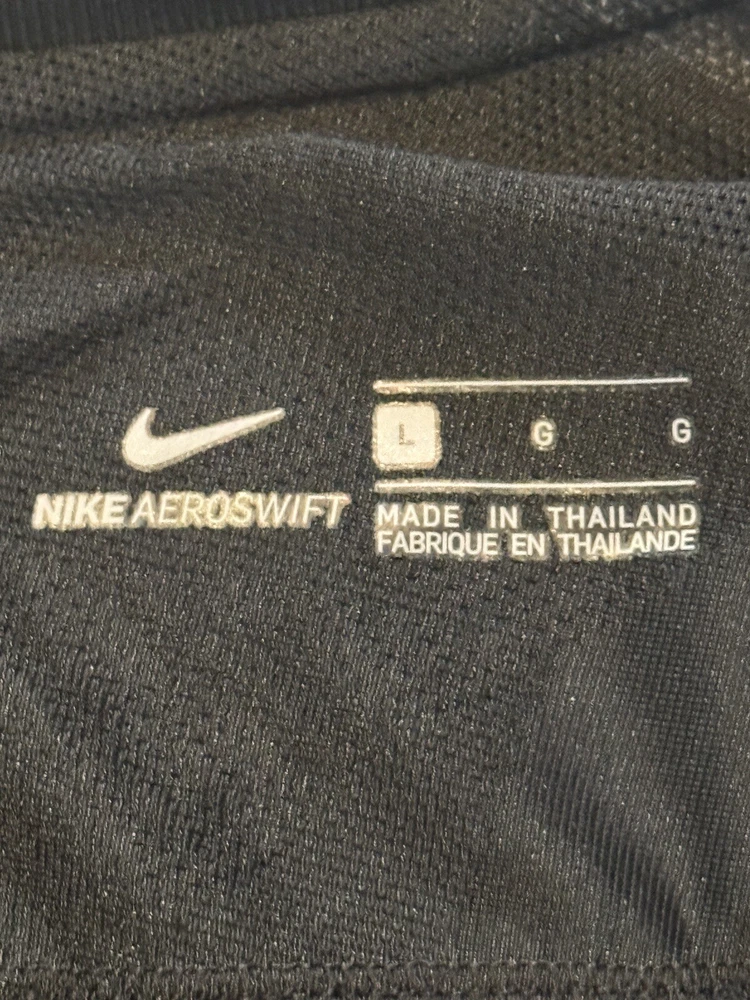 L G G
NIKE AEROSWIFT
MADE IN THAILAND
FABRIQUE EN THAILANDE